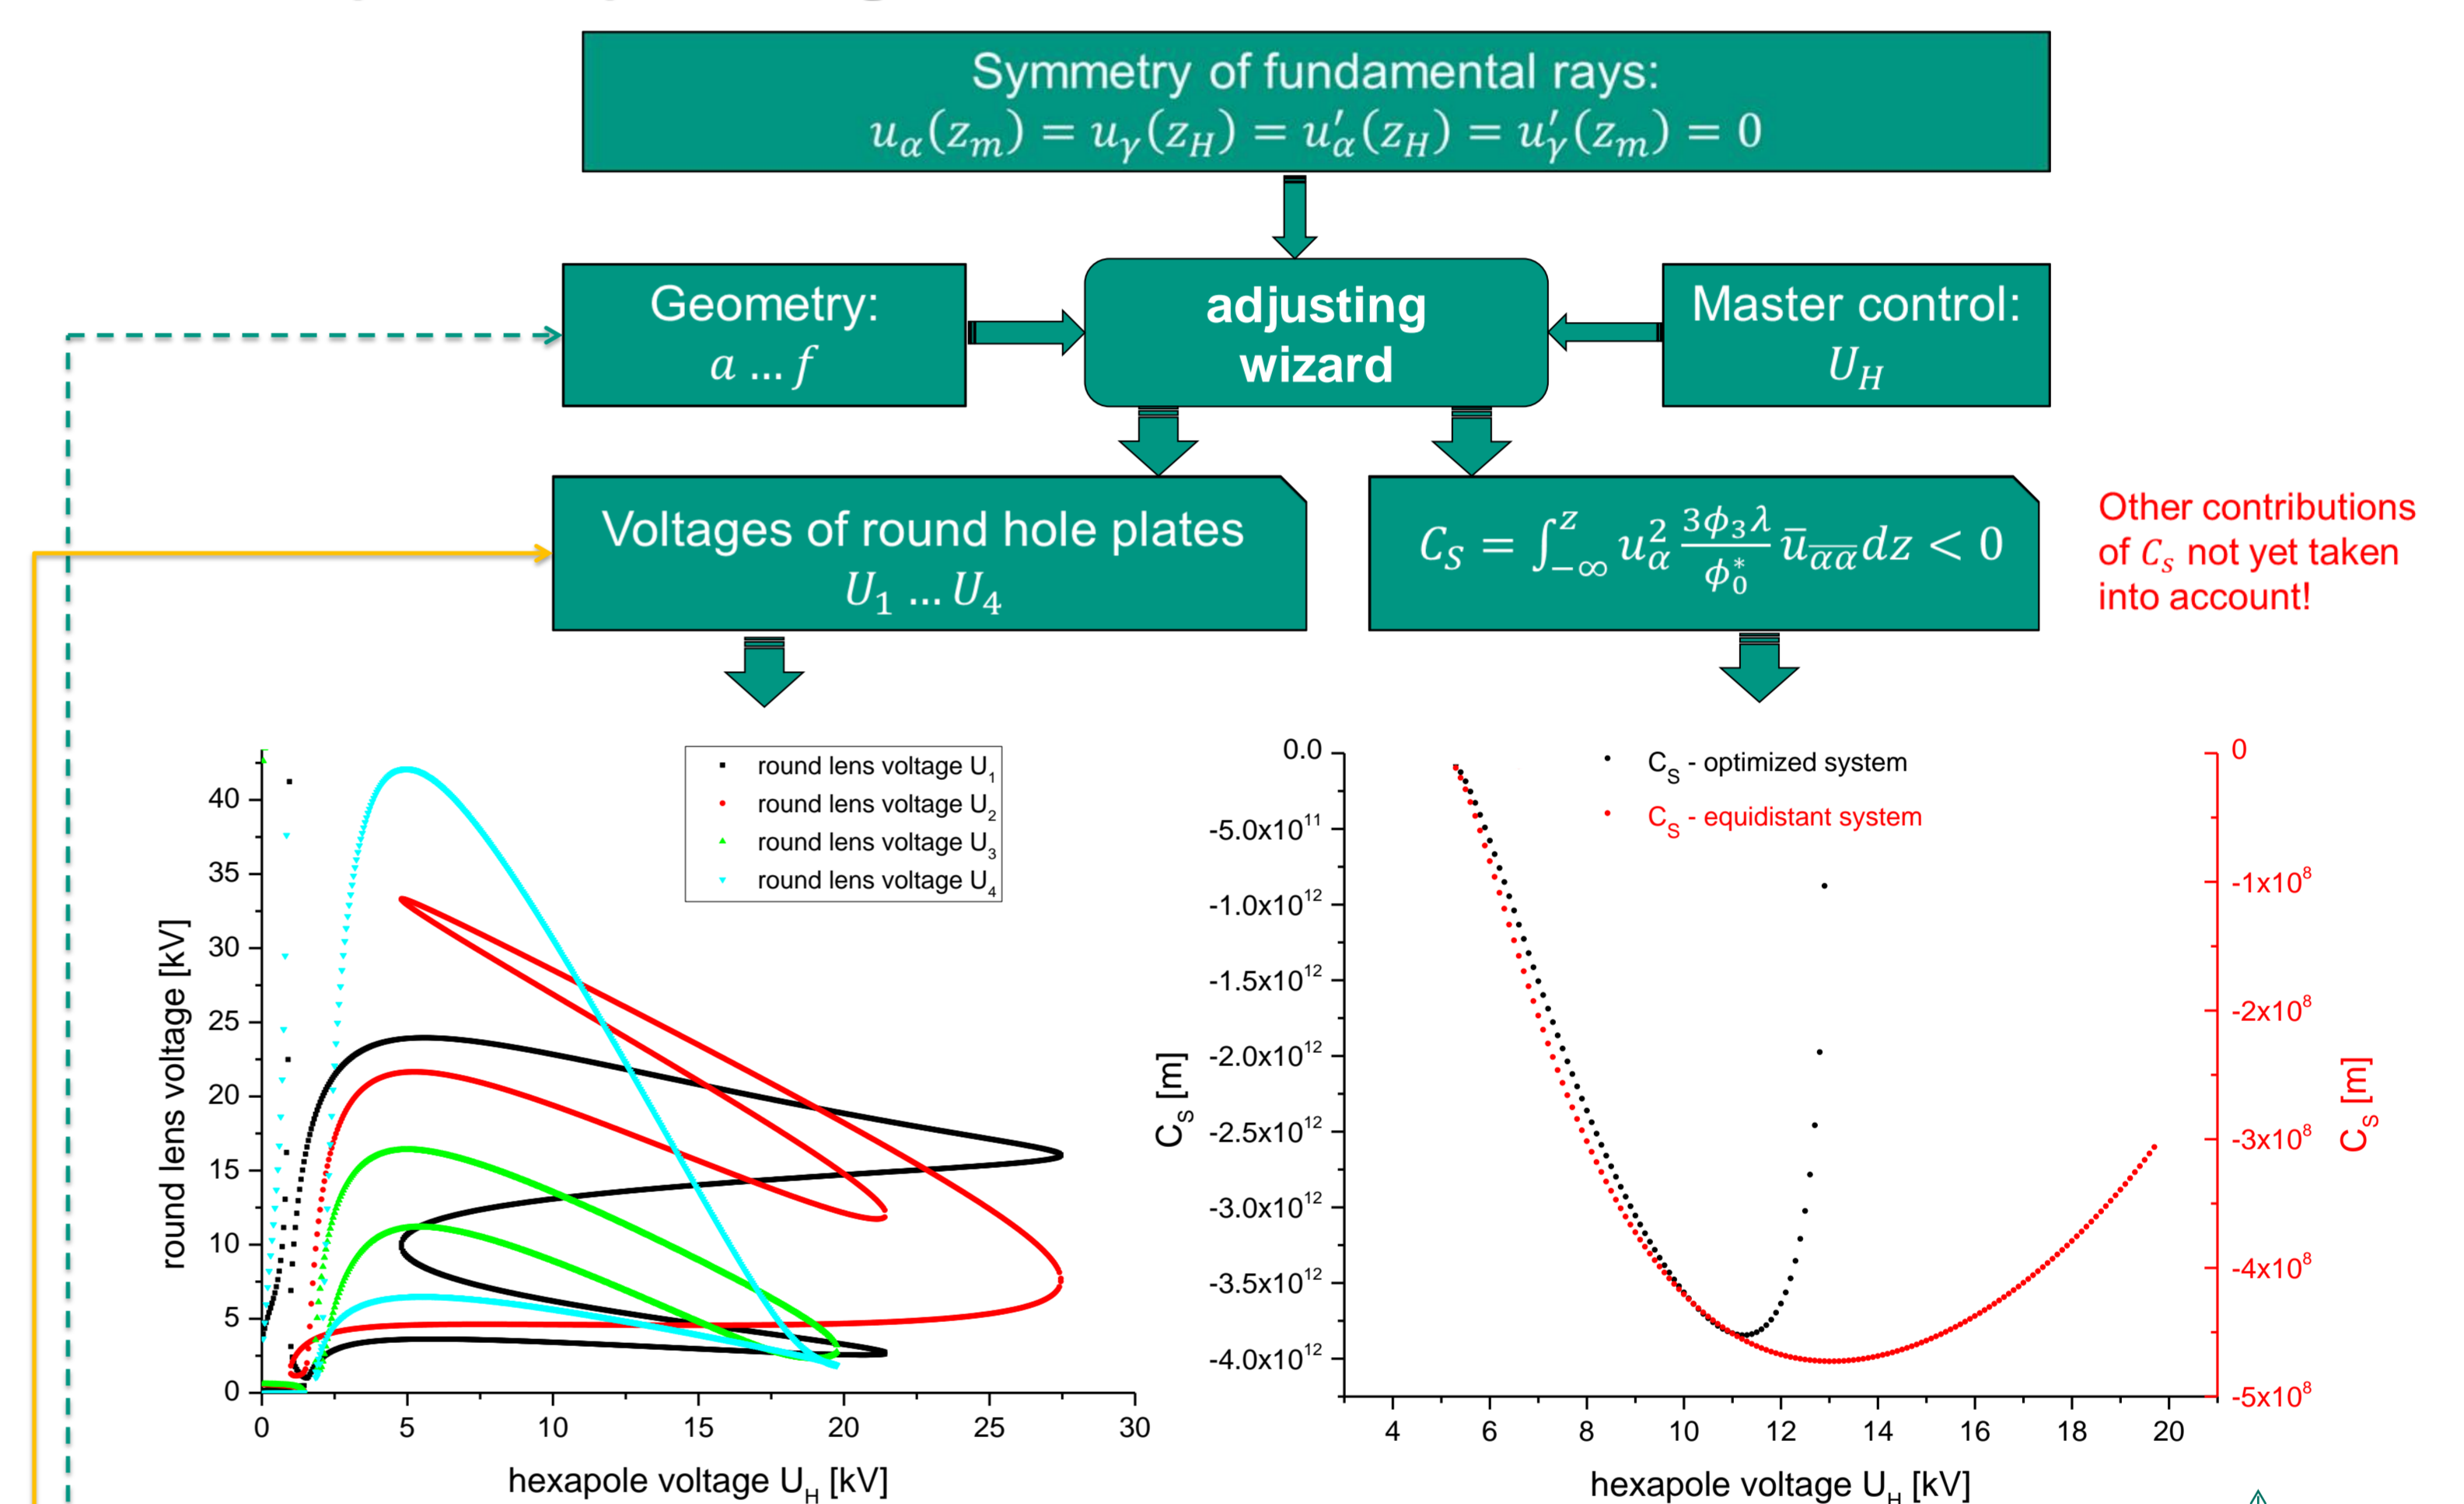 Symmetry of fundamental rays:
u_α(z_m) = u_γ(z_H) = u′_α(z_H) = u′_γ(z_m) = 0
Geometry:
a … f
adjusting
wizard
Master control:
U_H
Voltages of round hole plates
U_1 … U_4
C_S = ∫_{−∞}^{z} u_α^2 \frac{3ϕ_3λ}{ϕ_0^*} \overline{u}_{\overline{αα}} dz < 0
Other contributions
of C_s not yet taken
into account!
round lens voltage U_1
round lens voltage U_2
round lens voltage U_3
round lens voltage U_4
round lens voltage [kV]
40
35
30
25
20
15
10
5
0
0 5 10 15 20 25 30
hexapole voltage U_H [kV]
C_S - optimized system
C_S - equidistant system
C_S [m]
0.0
-5.0x10^11
-1.0x10^12
-1.5x10^12
-2.0x10^12
-2.5x10^12
-3.0x10^12
-3.5x10^12
-4.0x10^12
4 6 8 10 12 14 16 18 20
hexapole voltage U_H [kV]
0
-1x10^8
-2x10^8
-3x10^8
-4x10^8
-5x10^8
C_S [m]